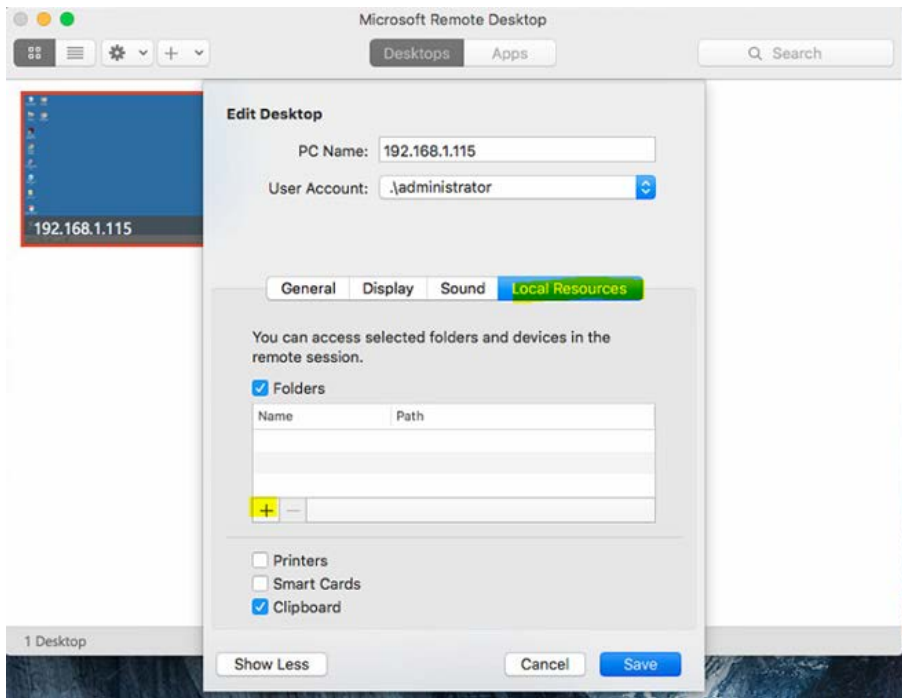 Microsoft Remote Desktop
Desktops Apps Search
192.168.1.115
Edit Desktop
PC Name: 192.168.1.115
User Account: .\administrator
General Display Sound Local Resources
You can access selected folders and devices in the
remote session.
Folders
Name Path
Printers
Smart Cards
Clipboard
1 Desktop
Show Less Cancel Save